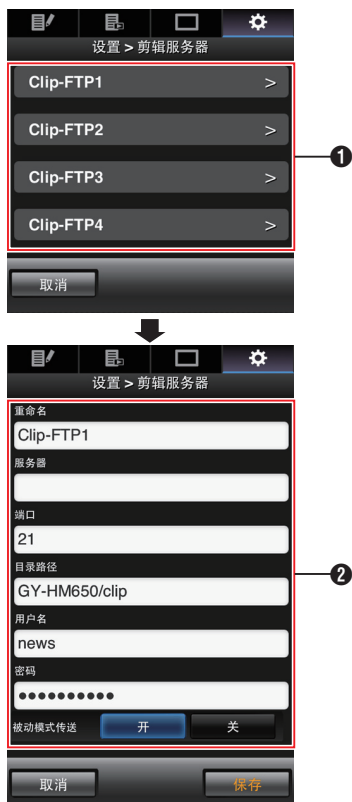 设置 > 剪辑服务器
Clip-FTP1 >
Clip-FTP2 >
Clip-FTP3 >
Clip-FTP4 >
❶
取消
设置 > 剪辑服务器
重命名
Clip-FTP1
服务器
端口
21
目录路径
GY-HM650/clip
❷
用户名
news
密码
●●●●●●●●●●
被动模式传送 开 关
取消 保存